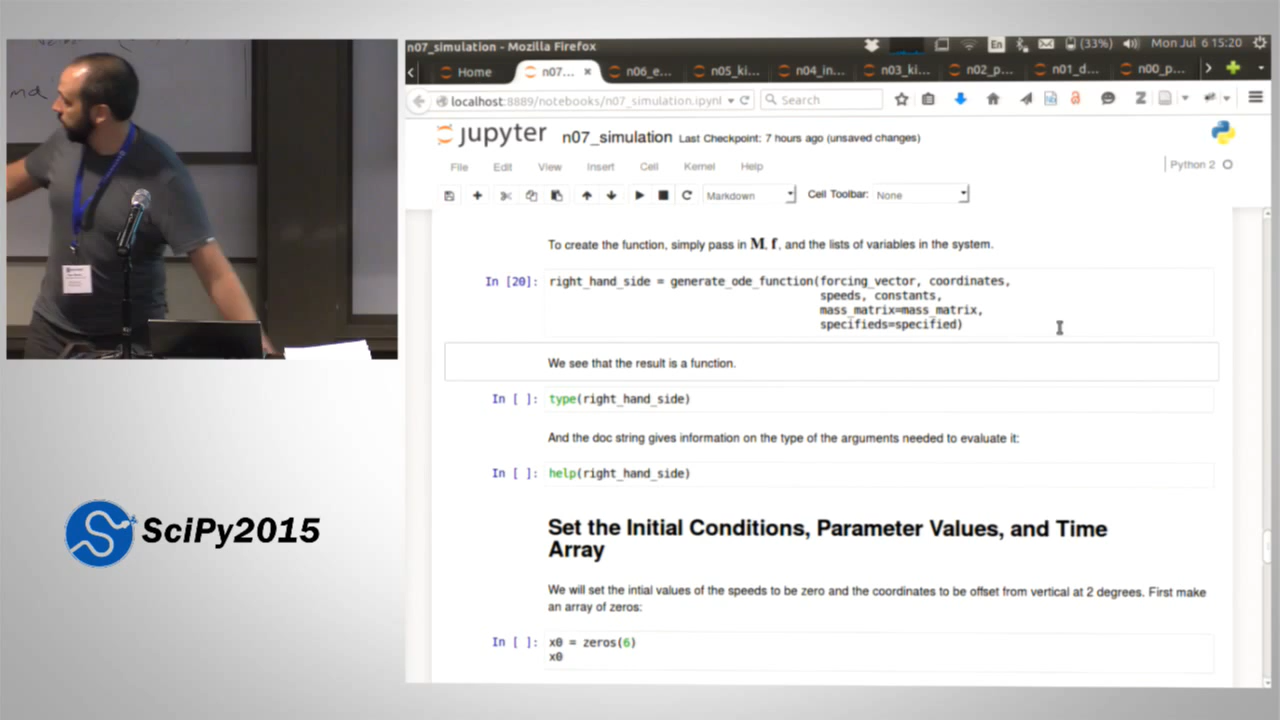 md
SciPy2015
n07_simulation - Mozilla Firefox
En
(33%)
Mon Jul 6 15:20
Home
n07...
n06_e...
n05_ki...
n04_in...
n03_ki...
n02_p...
n01_d...
n00_p...
localhost:8889/notebooks/n07_simulation.ipynl
Search
jupyter n07_simulation Last Checkpoint: 7 hours ago (unsaved changes)
File Edit View Insert Cell Kernel Help
Python 2
Markdown
Cell Toolbar: None
To create the function, simply pass in M, f, and the lists of variables in the system.
In [20]: right_hand_side = generate_ode_function(forcing_vector, coordinates,
speeds, constants,
mass_matrix=mass_matrix,
specifieds=specified)
We see that the result is a function.
In [ ]: type(right_hand_side)
And the doc string gives information on the type of the arguments needed to evaluate it:
In [ ]: help(right_hand_side)
Set the Initial Conditions, Parameter Values, and Time
Array
We will set the intial values of the speeds to be zero and the coordinates to be offset from vertical at 2 degrees. First make
an array of zeros:
In [ ]: x0 = zeros(6)
x0